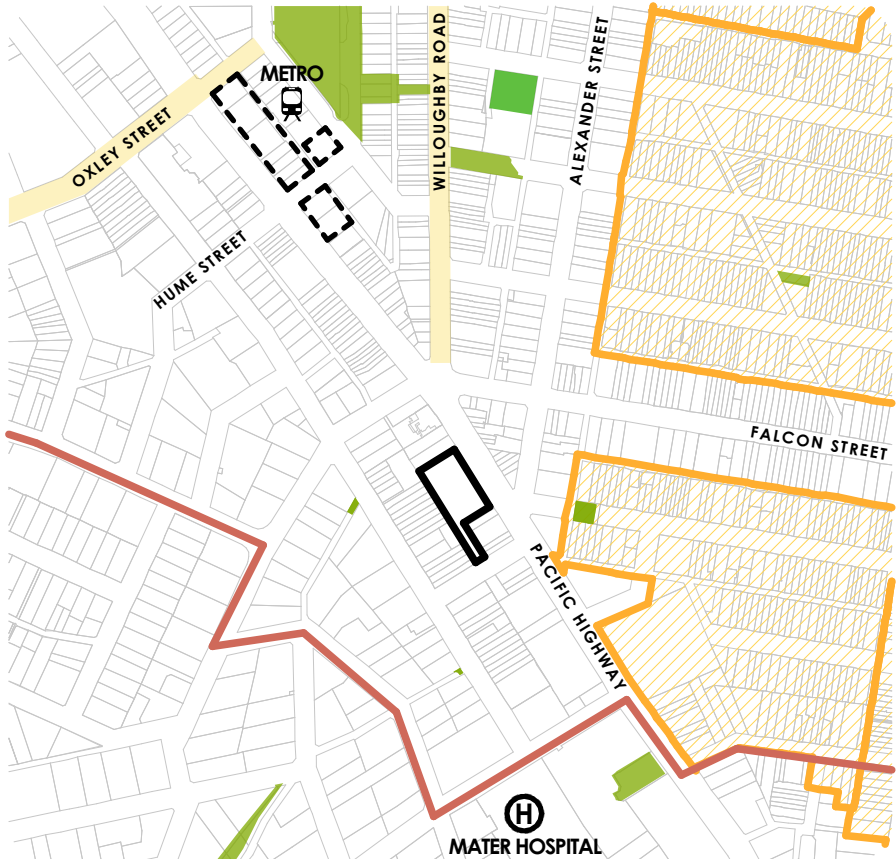 METRO
OXLEY STREET
WILLOUGHBY ROAD
ALEXANDER STREET
HUME STREET
FALCON STREET
PACIFIC HIGHWAY
H
MATER HOSPITAL